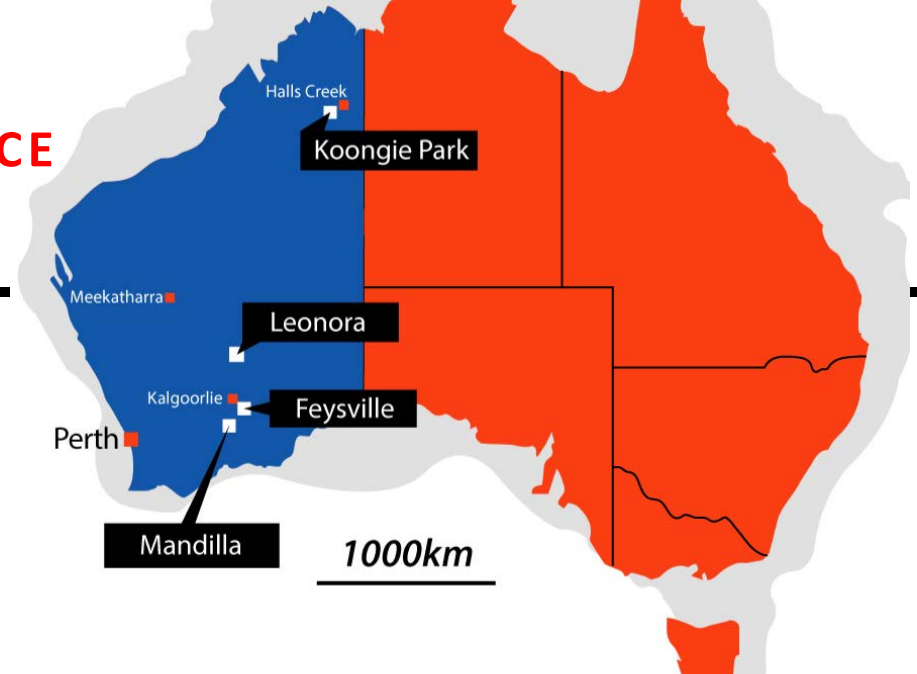 Halls Creek
CE
Koongie Park
Meekatharra
Leonora
Kalgoorlie
Feysville
Perth
Mandilla
1000km